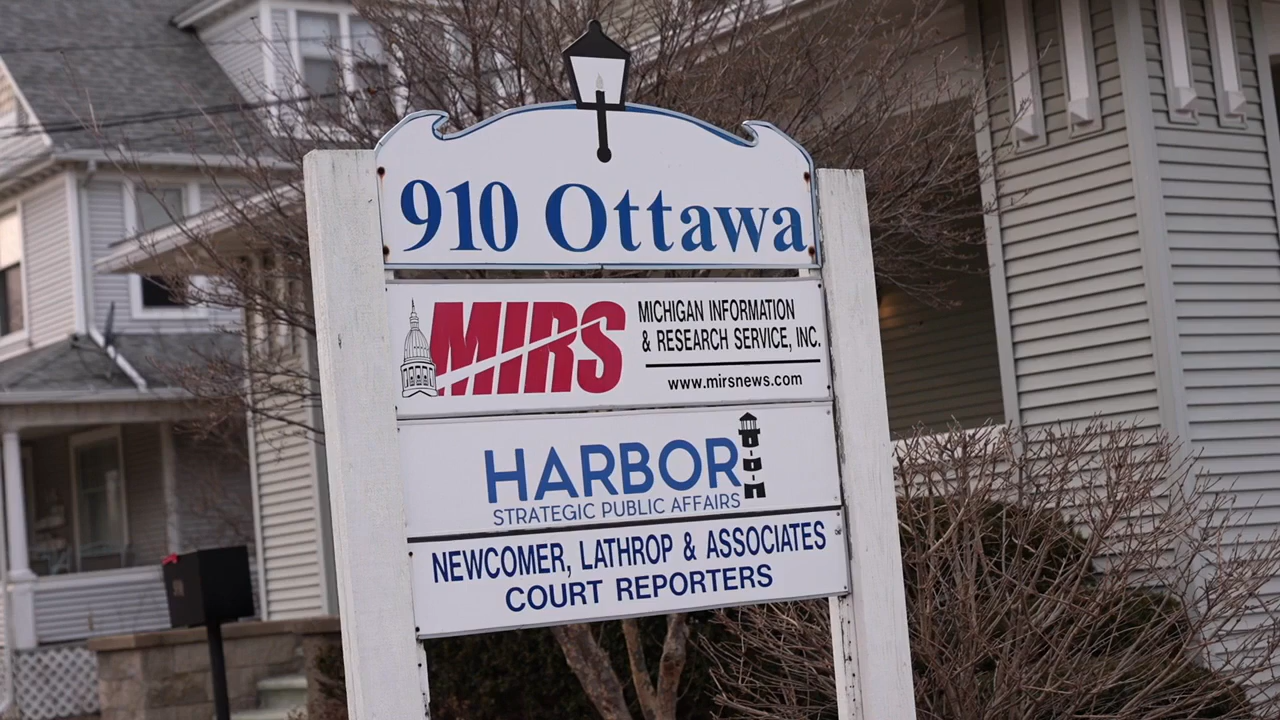 910 Ottawa
MIRS
MICHIGAN INFORMATION
& RESEARCH SERVICE, INC.
www.mirsnews.com
HARBOR
STRATEGIC PUBLIC AFFAIRS
NEWCOMER, LATHROP & ASSOCIATES
COURT REPORTERS